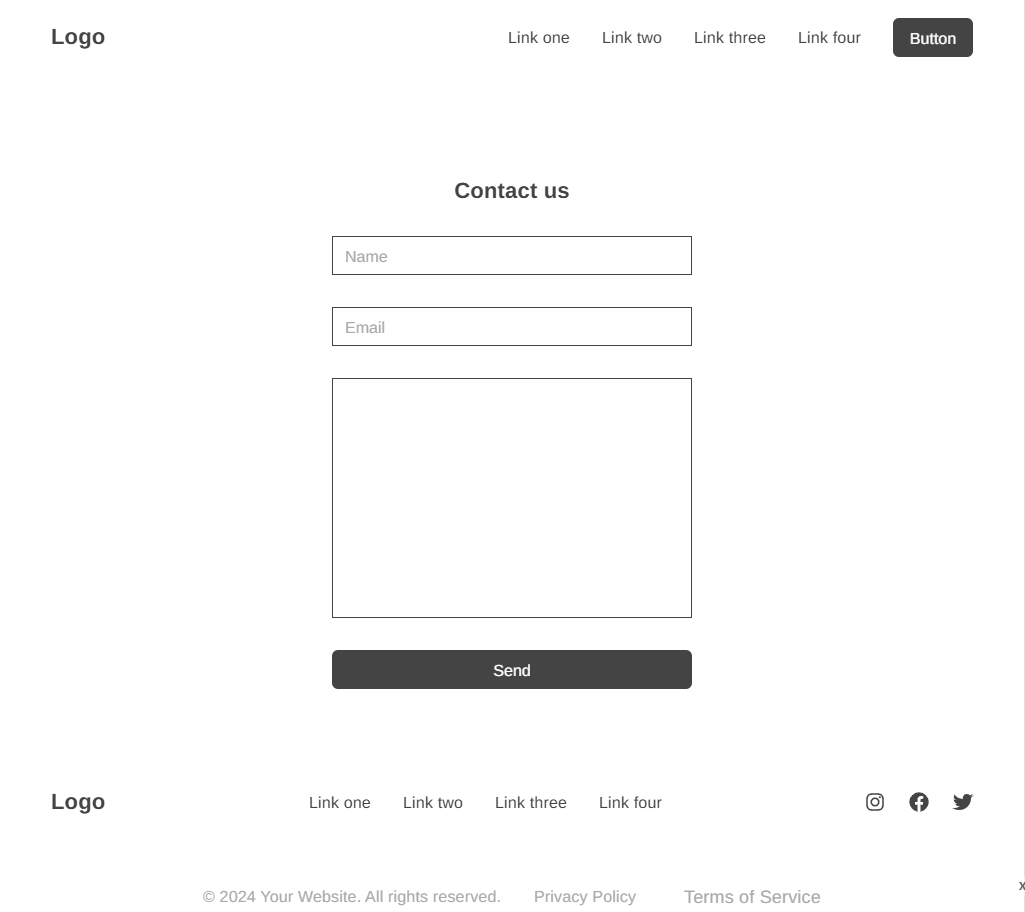 Logo Link one Link two Link three Link four Button
Contact us
Name
Email
Send
Logo Link one Link two Link three Link four
© 2024 Your Website. All rights reserved. Privacy Policy Terms of Service
x